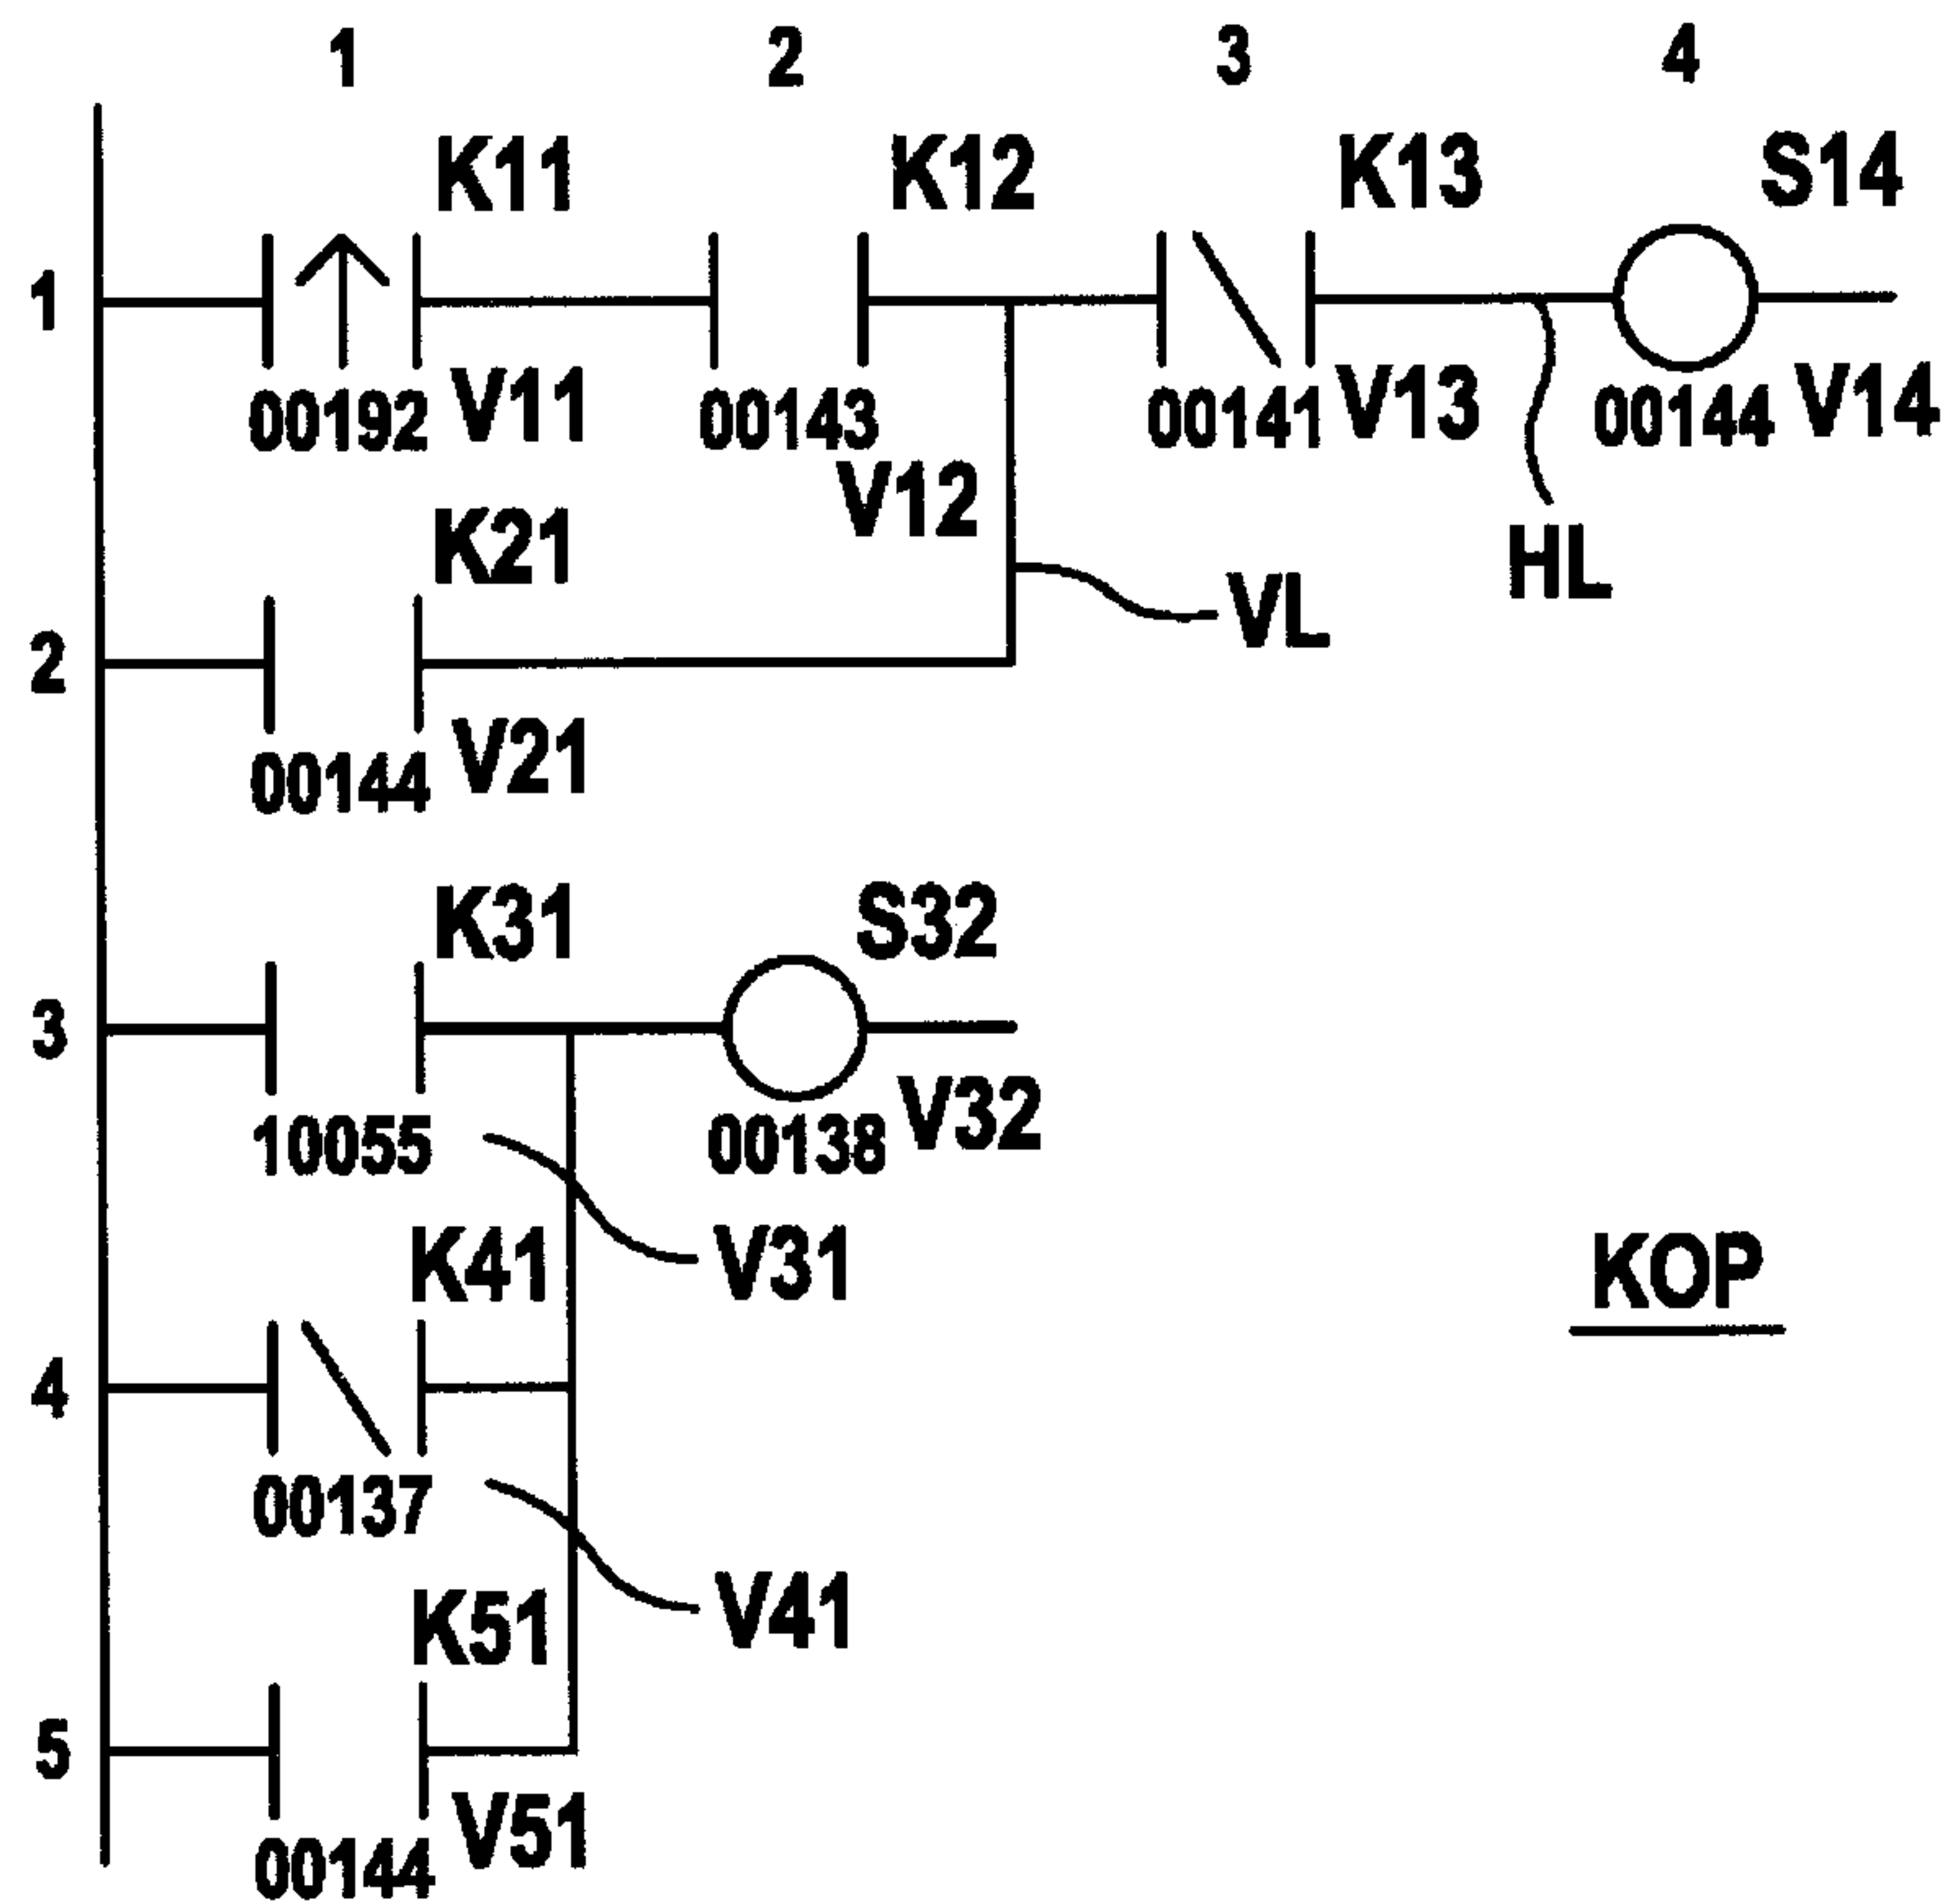 1 2 3 4
K11 K12 K13 S14
1
00192 V11 00143 00141 V13 00144 V14
V12
K21
HL
VL
2
V21
00144
K31 S32
3
V32
10055 00138
V31
K41
KOP
4
00137
V41
K51
5
V51
00144